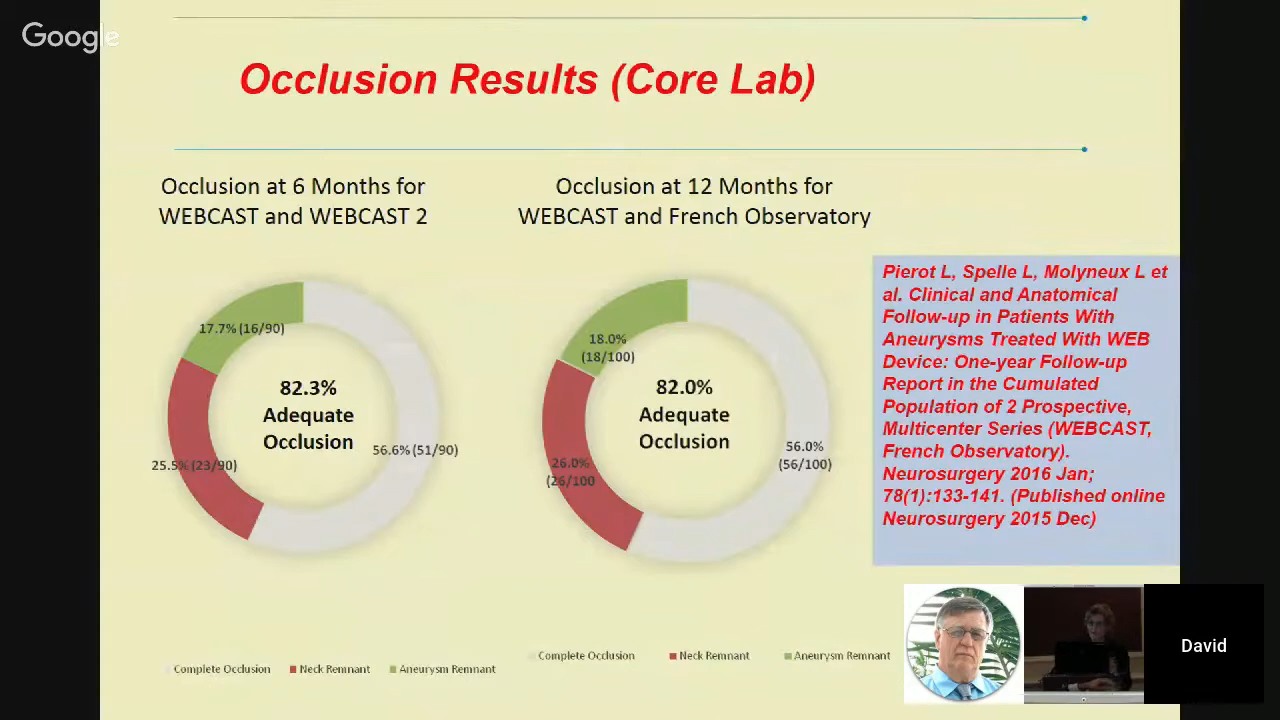 Google
Occlusion Results (Core Lab)
Occlusion at 6 Months for
WEBCAST and WEBCAST 2
Occlusion at 12 Months for
WEBCAST and French Observatory
17.7% (16/90)
82.3%
Adequate
Occlusion
56.6% (51/90)
25.5% (23/90)
18.0%
(18/100)
82.0%
Adequate
Occlusion
56.0%
(56/100)
26.0%
(26/100
Pierot L, Spelle L, Molyneux L et
al. Clinical and Anatomical
Follow-up in Patients With
Aneurysms Treated With WEB
Device: One-year Follow-up
Report in the Cumulated
Population of 2 Prospective,
Multicenter Series (WEBCAST,
French Observatory).
Neurosurgery 2016 Jan;
78(1):133-141. (Published online
Neurosurgery 2015 Dec)
Complete Occlusion Neck Remnant Aneurysm Remnant
Complete Occlusion Neck Remnant Aneurysm Remnant
David